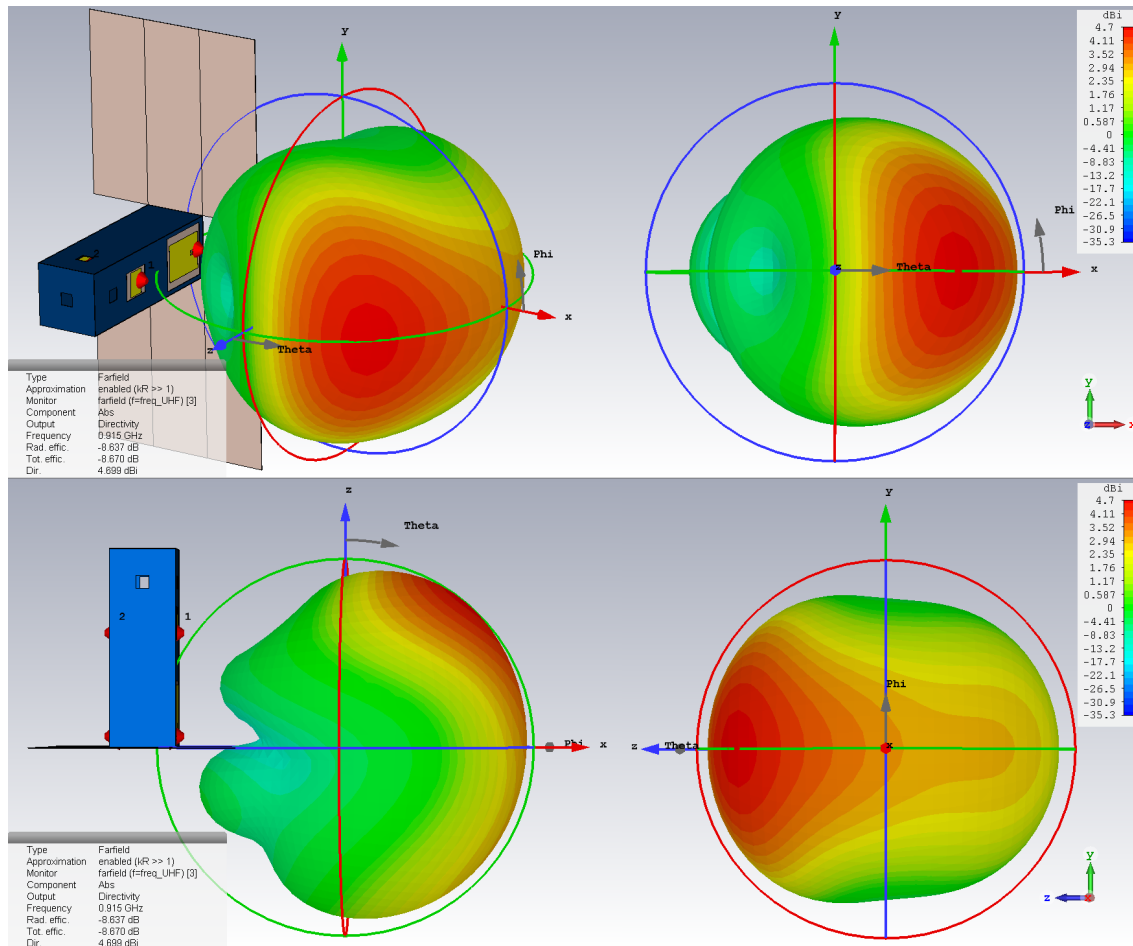 y
Phi
x
Theta
z
2
1
Type Farfield
Approximation enabled (kR >> 1)
Monitor farfield (f=freq_UHF) [3]
Component Abs
Output Directivity
Frequency 0.915 GHz
Rad. effic. -8.637 dB
Tot. effic. -8.670 dB
Dir. 4.699 dBi
y
Phi
z
Theta
x
dBi
4.7
4.11
3.52
2.94
2.35
1.76
1.17
0.587
0
-4.41
-8.83
-13.2
-17.7
-22.1
-26.5
-30.9
-35.3
y
z
x
z
Theta
2
1
Phi
x
Type Farfield
Approximation enabled (kR >> 1)
Monitor farfield (f=freq_UHF) [3]
Component Abs
Output Directivity
Frequency 0.915 GHz
Rad. effic. -8.637 dB
Tot. effic. -8.670 dB
Dir. 4.699 dBi
y
Phi
z
Theta
x
dBi
4.7
4.11
3.52
2.94
2.35
1.76
1.17
0.587
0
-4.41
-8.83
-13.2
-17.7
-22.1
-26.5
-30.9
-35.3
y
z
x